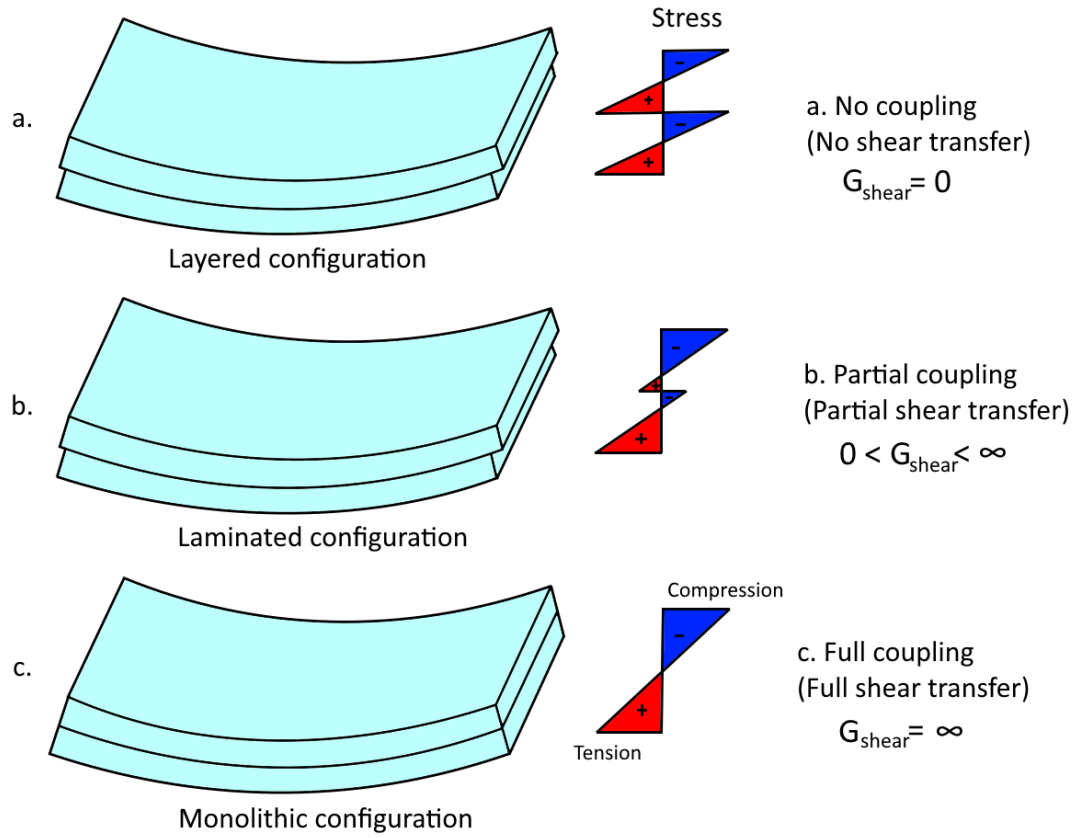 Stress
a.
-
+
-
+
a. No coupling
(No shear transfer)
Gshear= 0
Layered configuration
b.
-
+
-
+
b. Partial coupling
(Partial shear transfer)
0 < Gshear< ∞
Laminated configuration
c.
Compression
-
+
Tension
c. Full coupling
(Full shear transfer)
Gshear= ∞
Monolithic configuration